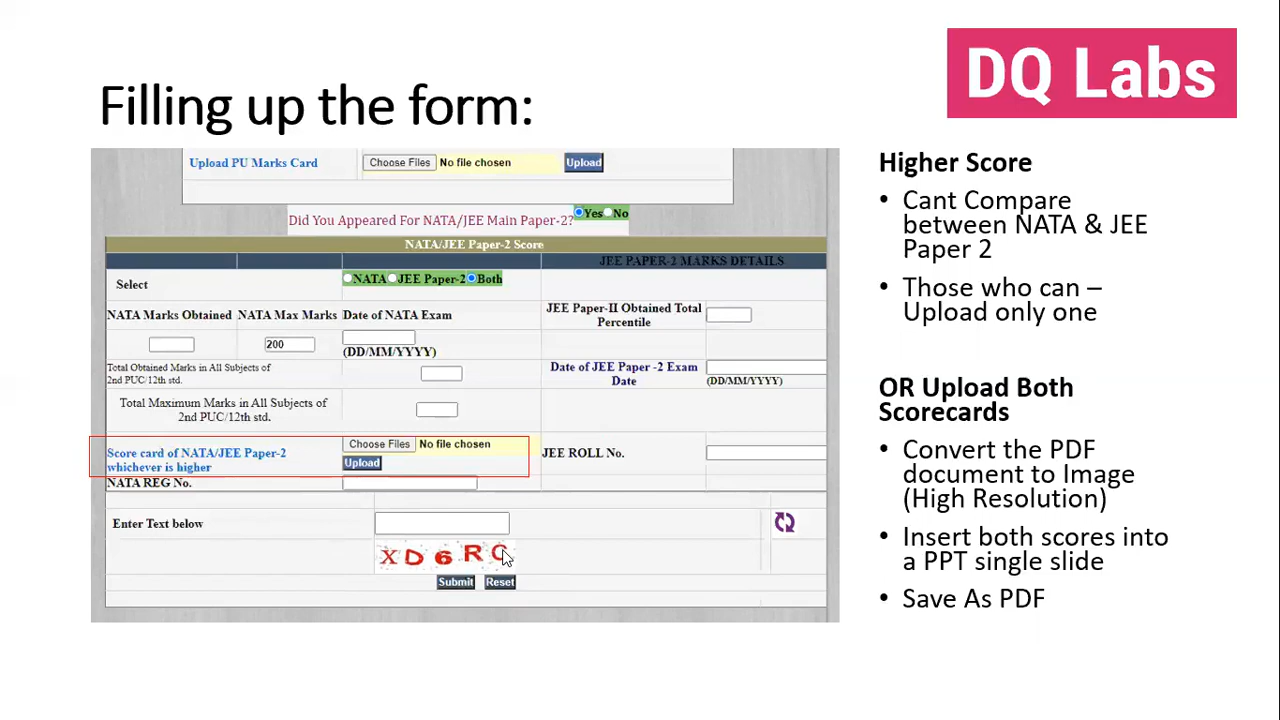 DQ Labs
Filling up the form:
Upload PU Marks Card Choose Files No file chosen Upload
Did You Appeared For NATA/JEE Main Paper-2? Yes No
NATA/JEE Paper-2 Score
JEE PAPER-2 MARKS DETAILS
Select NATA JEE Paper-2 Both
NATA Marks Obtained NATA Max Marks Date of NATA Exam
JEE Paper-II Obtained Total
Percentile
200
(DD/MM/YYYY)
Total Obtained Marks in All Subjects of
2nd PUC/12th std.
Date of JEE Paper -2 Exam
Date
(DD/MM/YYYY)
Total Maximum Marks in All Subjects of
2nd PUC/12th std.
Score card of NATA/JEE Paper-2
whichever is higher
Choose Files No file chosen
Upload
JEE ROLL No.
NATA REG No.
Enter Text below
XD6R
Submit Reset
Higher Score
• Cant Compare
between NATA & JEE
Paper 2
• Those who can –
Upload only one
OR Upload Both
Scorecards
• Convert the PDF
document to Image
(High Resolution)
• Insert both scores into
a PPT single slide
• Save As PDF